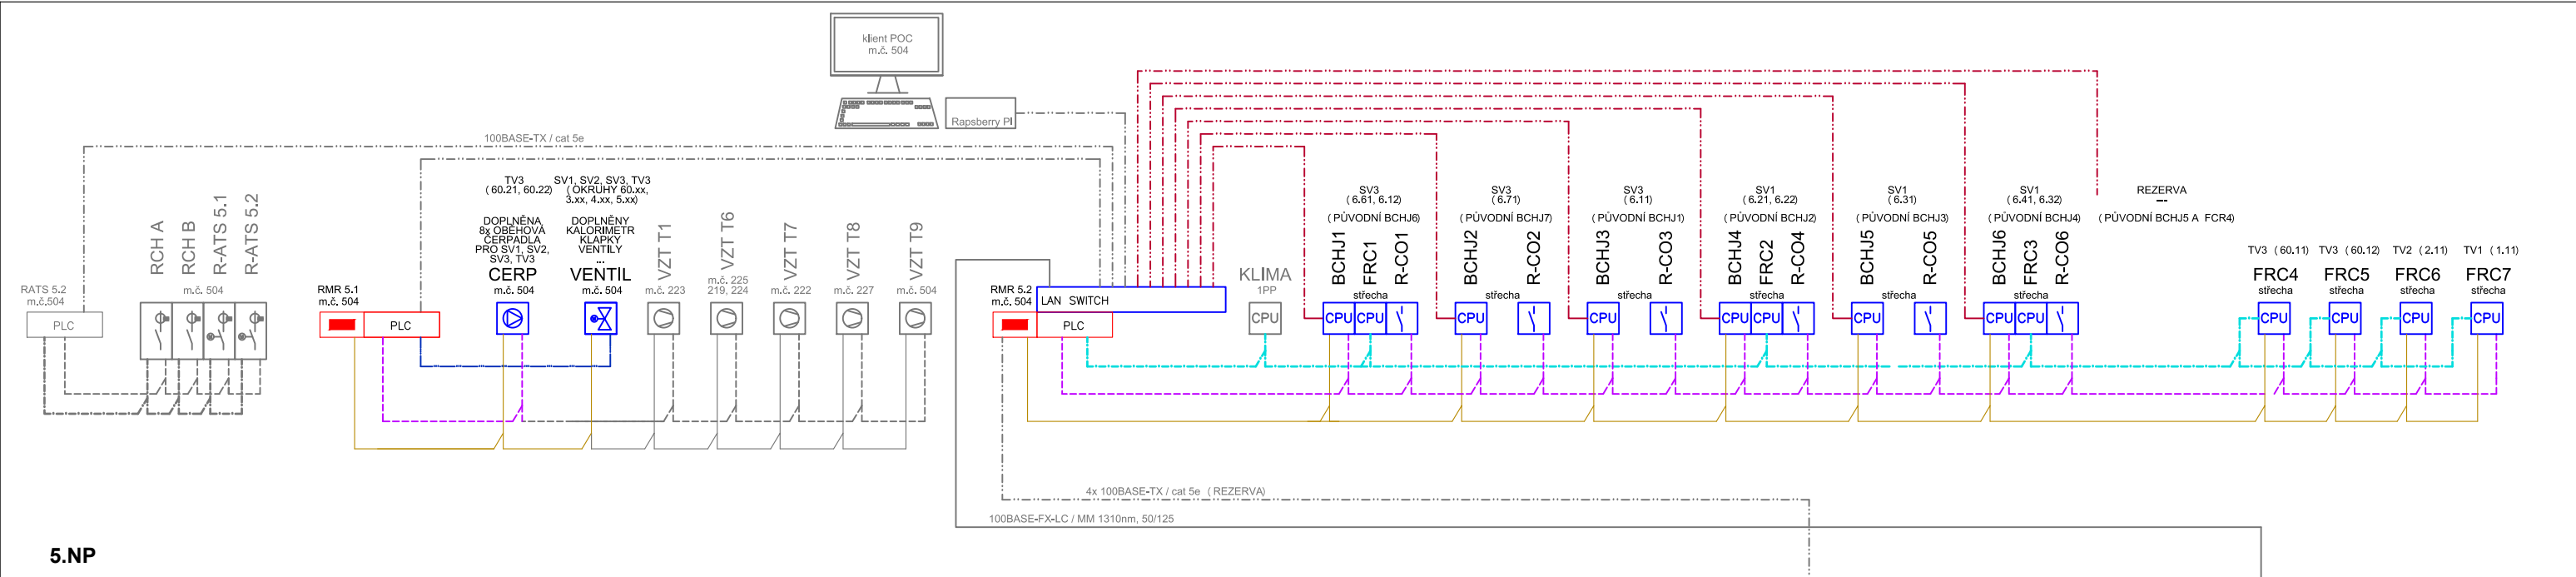 klient POC
m.č. 504
Rapsberry PI
100BASE-TX / cat 5e
RATS 5.2
m.č.504
PLC
RCH A
RCH B
R-ATS 5.1
R-ATS 5.2
m.č. 504
RMR 5.1
m.č. 504
PLC
TV3
( 60.21, 60.22)
DOPLNĚNA
8x OBĚHOVÁ
ČERPADLA
PRO SV1, SV2,
SV3, TV3
CERP
m.č. 504
SV1, SV2, SV3, TV3
( OKRUHY 60.xx,
3.xx, 4.xx, 5.xx)
DOPLNĚNY
KALORIMETR
KLAPKY
VENTILY
...
VENTIL
m.č. 504
VZT T1
m.č. 223
VZT T6
m.č. 225
219, 224
VZT T7
m.č. 222
VZT T8
m.č. 227
VZT T9
m.č. 504
RMR 5.2
m.č. 504
LAN SWITCH
PLC
KLIMA
1PP
CPU
SV3
( 6.61, 6.12)
( PŮVODNÍ BCHJ6)
BCHJ1
FRC1
R-CO1
střecha
CPU
CPU
SV3
( 6.71)
( PŮVODNÍ BCHJ7)
BCHJ2
R-CO2
střecha
CPU
SV3
( 6.11)
( PŮVODNÍ BCHJ1)
BCHJ3
R-CO3
střecha
CPU
SV1
( 6.21, 6.22)
( PŮVODNÍ BCHJ2)
BCHJ4
FRC2
R-CO4
střecha
CPU
CPU
SV1
( 6.31)
( PŮVODNÍ BCHJ3)
BCHJ5
R-CO5
střecha
CPU
SV1
( 6.41, 6.32)
( PŮVODNÍ BCHJ4)
BCHJ6
FRC3
R-CO6
střecha
CPU
CPU
REZERVA
---
( PŮVODNÍ BCHJ5 A FCR4)
TV3 ( 60.11)
FRC4
střecha
CPU
TV3 ( 60.12)
FRC5
střecha
CPU
TV2 ( 2.11)
FRC6
střecha
CPU
TV1 ( 1.11)
FRC7
střecha
CPU
4x 100BASE-TX / cat 5e ( REZERVA)
100BASE-FX-LC / MM 1310nm, 50/125
5.NP